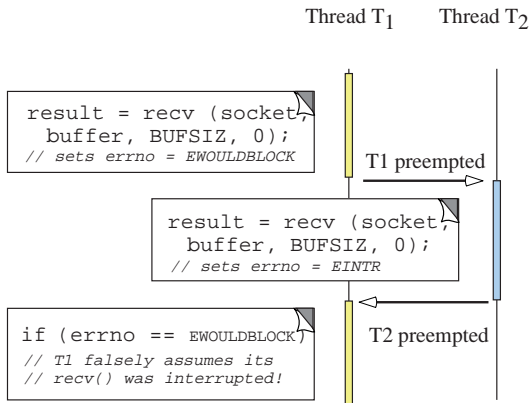 Thread T1 Thread T2
result = recv (socket,
buffer, BUFSIZ, 0);
// sets errno = EWOULDBLOCK
T1 preempted
result = recv (socket,
buffer, BUFSIZ, 0);
// sets errno = EINTR
T2 preempted
if (errno == EWOULDBLOCK)
// T1 falsely assumes its
// recv() was interrupted!